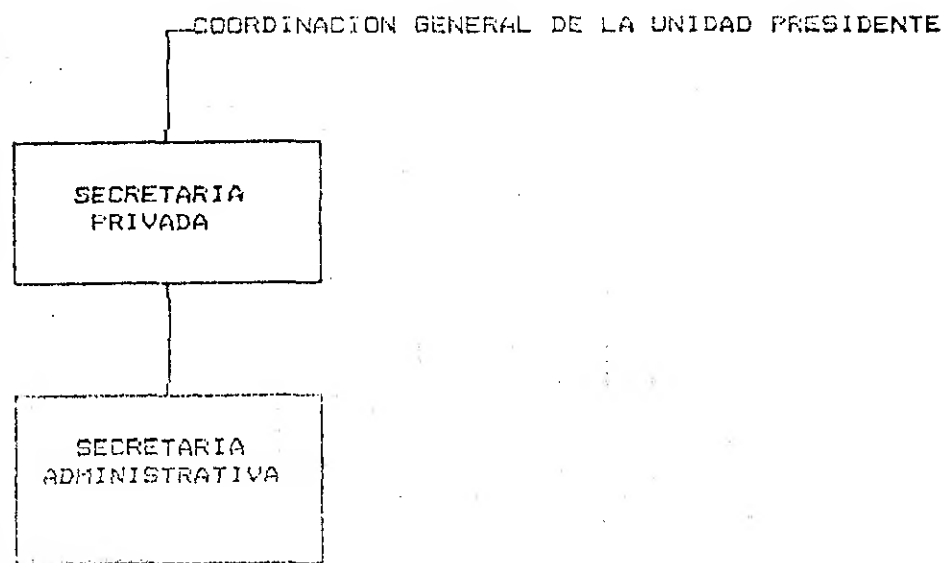 COORDINACION GENERAL DE LA UNIDAD PRESIDENTE
SECRETARIA
PRIVADA
SECRETARIA
ADMINISTRATIVA